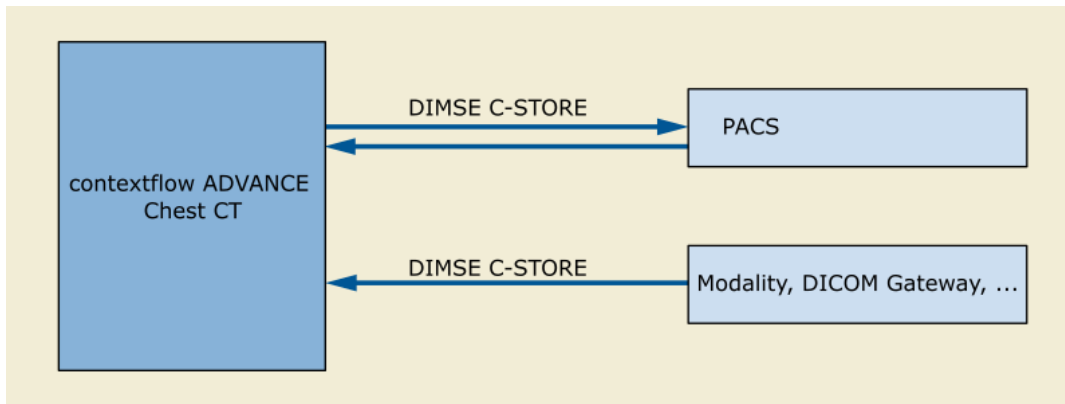 DIMSE C-STORE
PACS
contextflow ADVANCE
Chest CT
DIMSE C-STORE
Modality, DICOM Gateway, ...